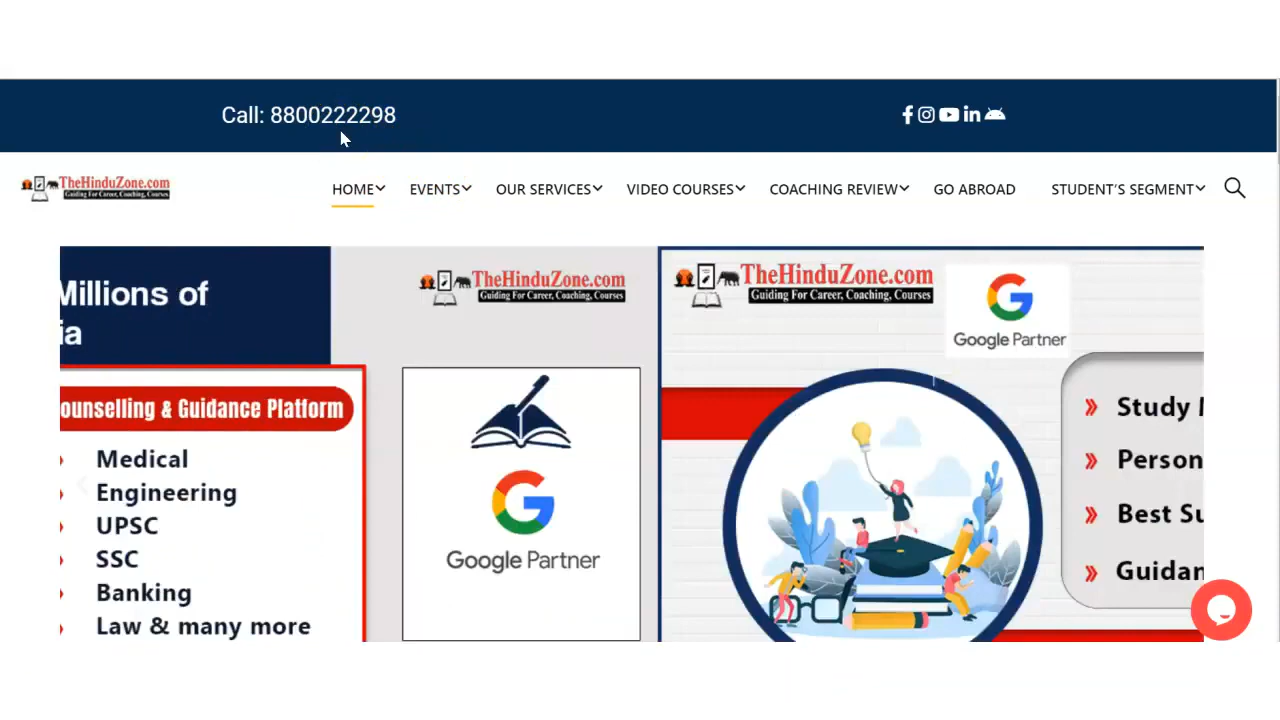 Call: 8800222298
TheHinduZone.com
Guiding For Career, Coaching, Courses
HOME EVENTS OUR SERVICES VIDEO COURSES COACHING REVIEW GO ABROAD STUDENT'S SEGMENT
Millions of
ia
ounselling & Guidance Platform
Medical
Engineering
UPSC
SSC
Banking
Law & many more
TheHinduZone.com
Guiding For Career, Coaching, Courses
Google Partner
TheHinduZone.com
Guiding For Career, Coaching, Courses
Google Partner
Study
Person
Best Su
Guidan